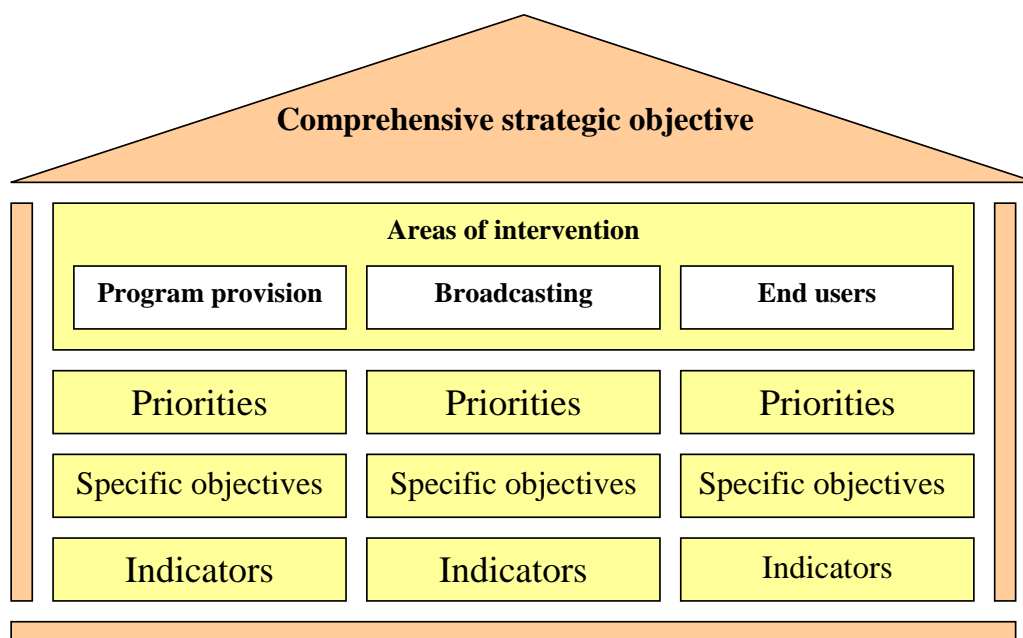 Comprehensive strategic objective
Areas of intervention
Program provision Broadcasting End users
Priorities Priorities Priorities
Specific objectives Specific objectives Specific objectives
Indicators Indicators Indicators